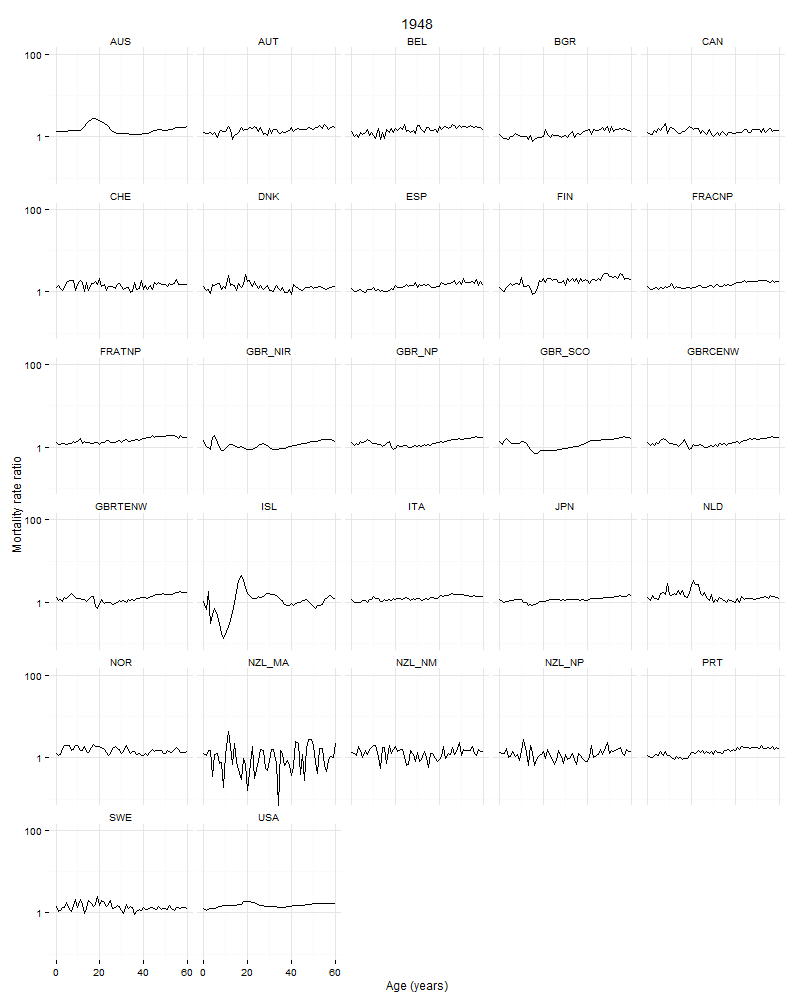 1948
AUS AUT BEL BGR CAN
100
1
CHE DNK ESP FIN FRACNP
100
1
FRATNP GBR_NIR GBR_NP GBR_SCO GBRCENW
100
1
Mortality rate ratio
GBRTENW ISL ITA JPN NLD
100
1
NOR NZL_MA NZL_NM NZL_NP PRT
100
1
SWE USA
100
1
0 20 40 60 0 20 40 60
Age (years)